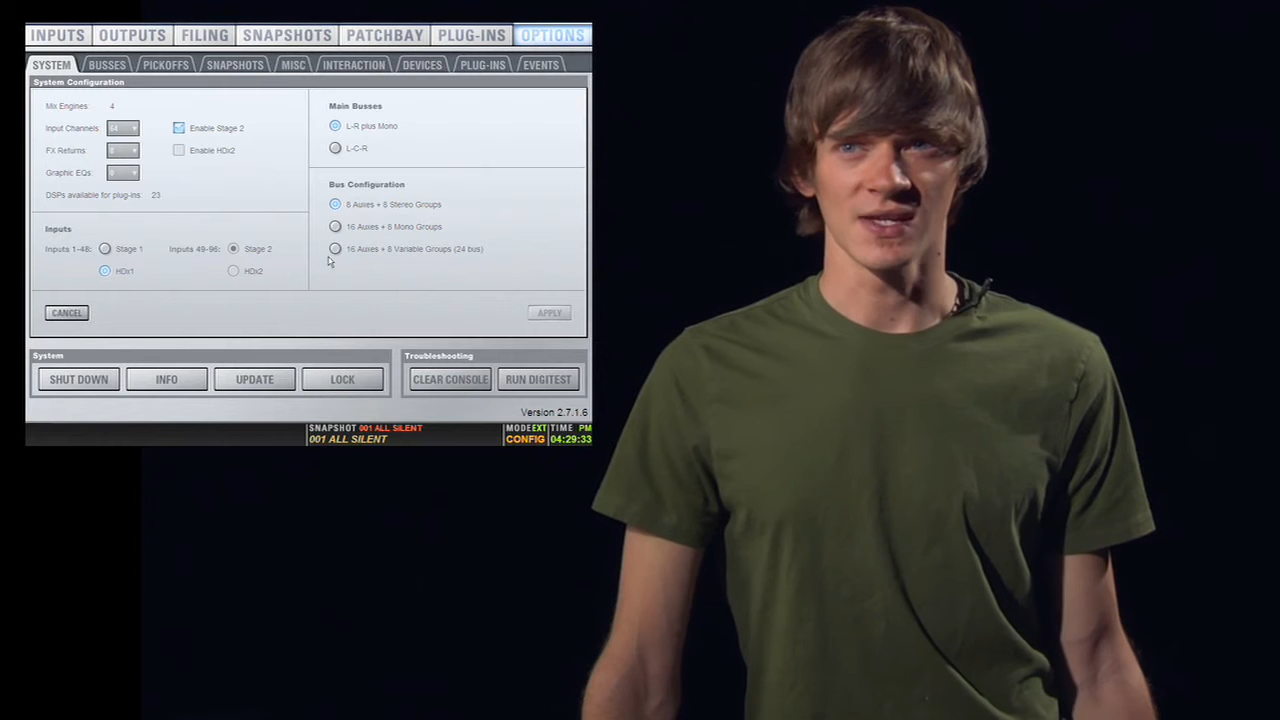 INPUTS OUTPUTS FILING SNAPSHOTS PATCHBAY PLUG-INS OPTIONS
SYSTEM BUSSES PICKOFFS SNAPSHOTS MISC INTERACTION DEVICES PLUG-INS EVENTS
System Configuration
Mix Engines: 4
Input Channels: 64 Enable Stage 2
FX Returns: Enable HDx2
Graphic EQs:
DSPs available for plug-ins: 23
Inputs
Inputs 1-48: Stage 1 Inputs 49-96: Stage 2
HDx1 HDx2
Main Busses
L-R plus Mono
L-C-R
Bus Configuration
8 Auxes + 8 Stereo Groups
16 Auxes + 8 Mono Groups
16 Auxes + 8 Variable Groups (24 bus)
CANCEL APPLY
System Troubleshooting
SHUT DOWN INFO UPDATE LOCK CLEAR CONSOLE RUN DIGITEST
Version 2.7.1.6
SNAPSHOT 001 ALL SILENT MODE EXT TIME PM
001 ALL SILENT CONFIG 04:29:33